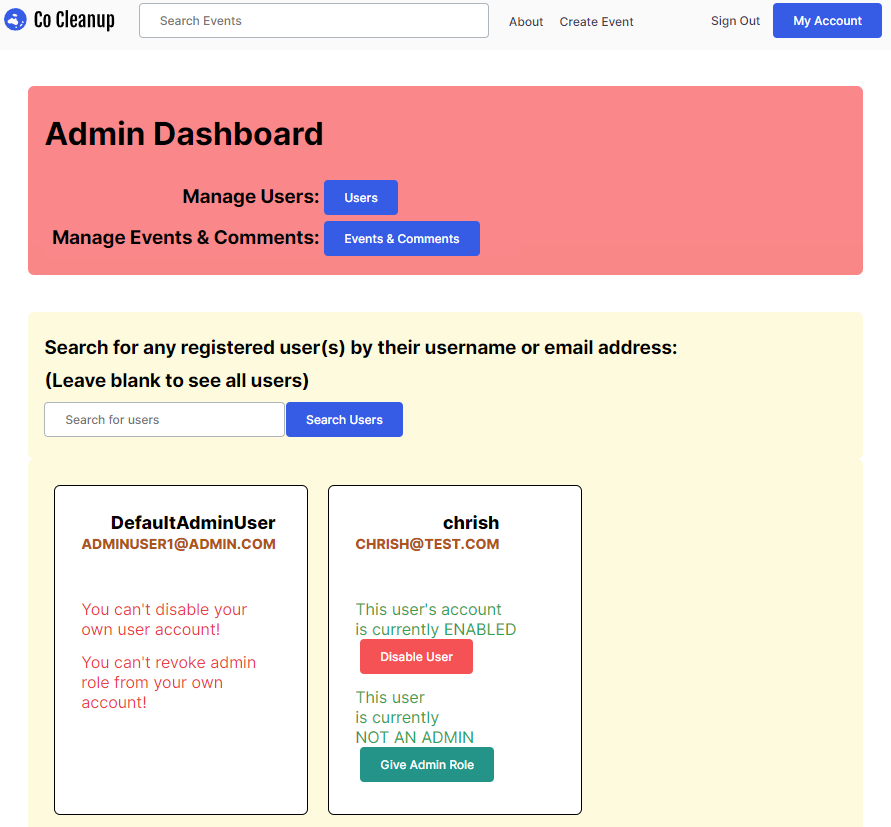 Co Cleanup
Search Events
About
Create Event
Sign Out
My Account
Admin Dashboard
Manage Users: Users
Manage Events & Comments: Events & Comments
Search for any registered user(s) by their username or email address:
(Leave blank to see all users)
Search for users
Search Users
DefaultAdminUser
ADMINUSER1@ADMIN.COM
You can't disable your
own user account!
You can't revoke admin
role from your own
account!
chrish
CHRISH@TEST.COM
This user's account
is currently ENABLED
Disable User
This user
is currently
NOT AN ADMIN
Give Admin Role